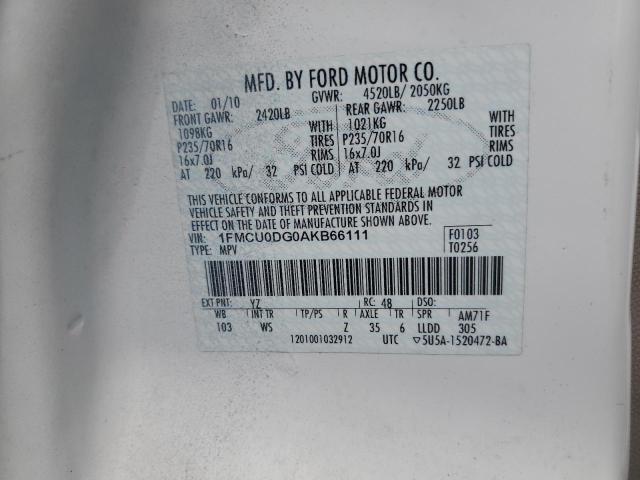 MFD. BY FORD MOTOR CO.
DATE: 01/10 GVWR: 4520LB/ 2050KG
FRONT GAWR: 2420LB REAR GAWR: 2250LB
1098KG WITH 1021KG WITH
P235/70R16 TIRES P235/70R16 TIRES
16x7.0J RIMS 16x7.0J RIMS
AT 220 kPa/ 32 PSI COLD AT 220 kPa/ 32 PSI COLD
THIS VEHICLE CONFORMS TO ALL APPLICABLE FEDERAL MOTOR
VEHICLE SAFETY AND THEFT PREVENTION STANDARDS IN
EFFECT ON THE DATE OF MANUFACTURE SHOWN ABOVE.
VIN: 1FMCU0DG0AKB66111 F0103
TYPE: MPV T0256
EXT PNT: YZ RC: 48 DSO:
WB INT TR TP/PS R AXLE TR SPR AM71F
103 WS Z 35 6 LLDD 305
1201001032912 UTC ▽5U5A-1520472-BA